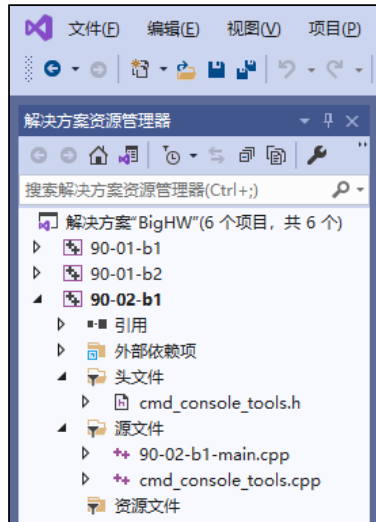 文件(F) 编辑(E) 视图(V) 项目(P)
解决方案资源管理器
搜索解决方案资源管理器(Ctrl+;)
解决方案"BigHW"(6 个项目，共 6 个)
90-01-b1
90-01-b2
90-02-b1
引用
外部依赖项
头文件
cmd_console_tools.h
源文件
90-02-b1-main.cpp
cmd_console_tools.cpp
资源文件